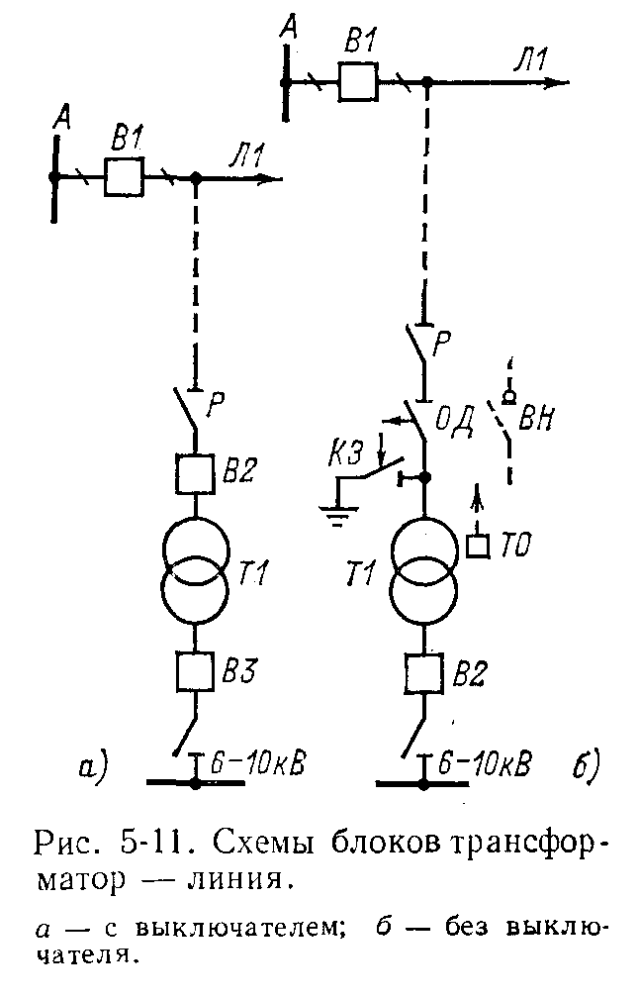 А
В1
Л1
Р
В2
Т1
В3
6-10кВ
а)
А
В1
Л1
Р
ОД
ВН
КЗ
ТО
Т1
В2
6-10кВ
б)
Рис. 5-11. Схемы блоков трансфор-
матор — линия.
а — с выключателем; б — без выклю-
чателя.